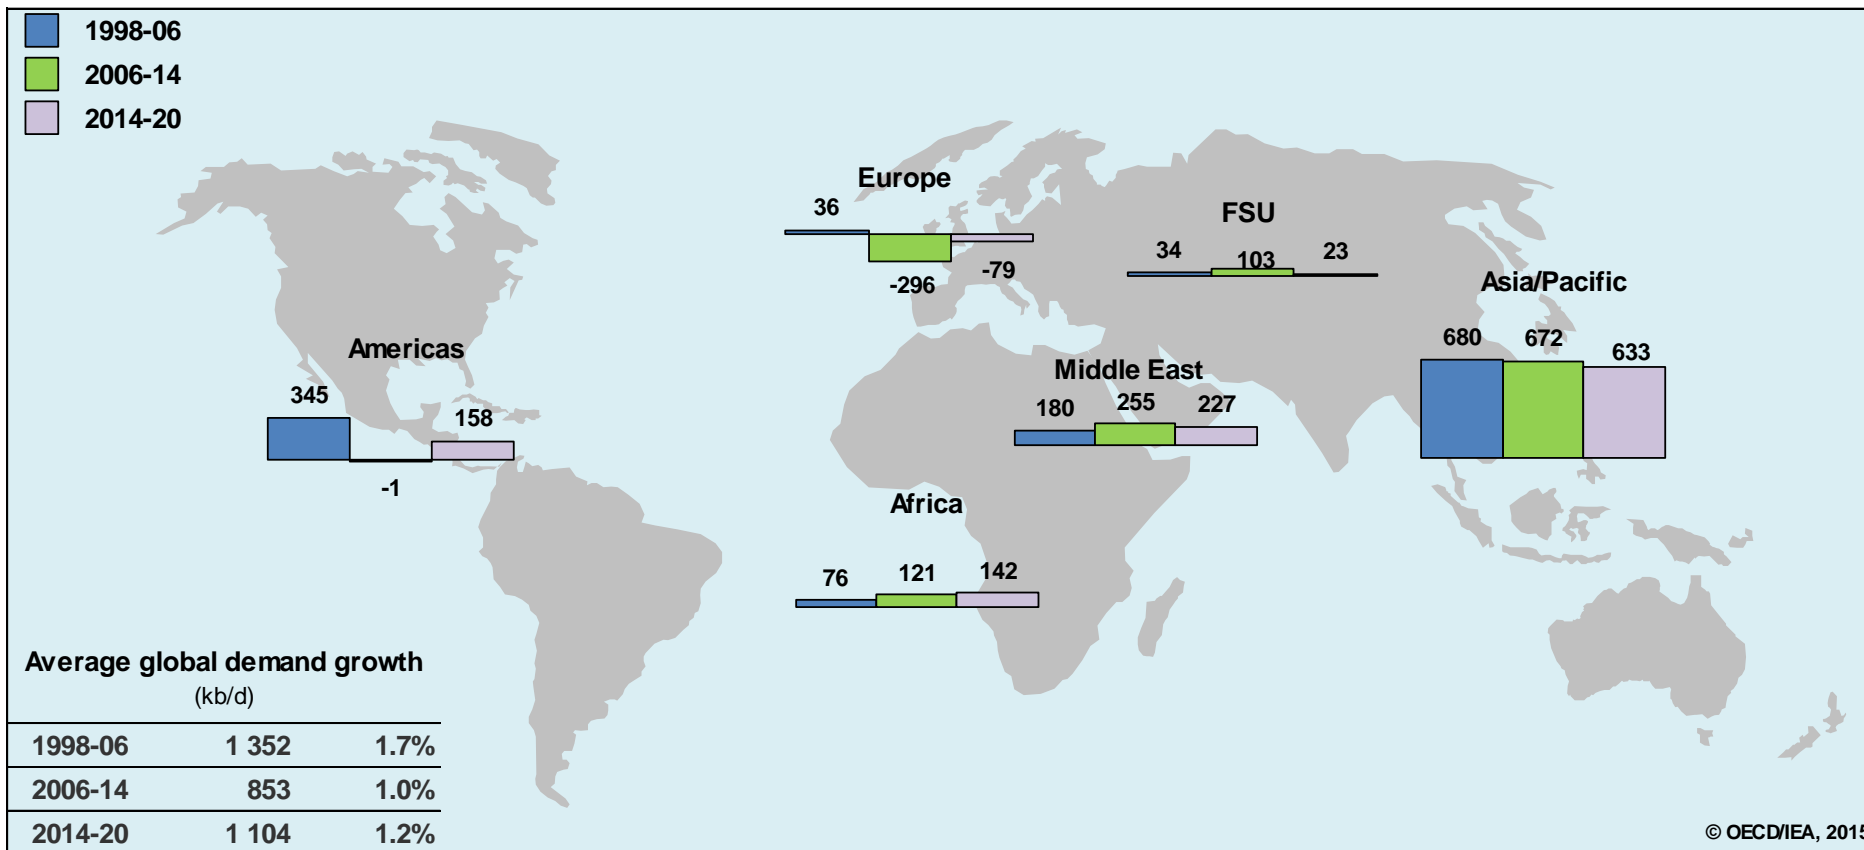 1998-06
2006-14
2014-20
Europe
36
-296
-79
FSU
34
103
23
Asia/Pacific
680
672
633
Americas
345
-1
158
Middle East
180
255
227
Africa
76
121
142
Average global demand growth
(kb/d)
1998-06 1 352 1.7%
2006-14 853 1.0%
2014-20 1 104 1.2%
© OECD/IEA, 2015